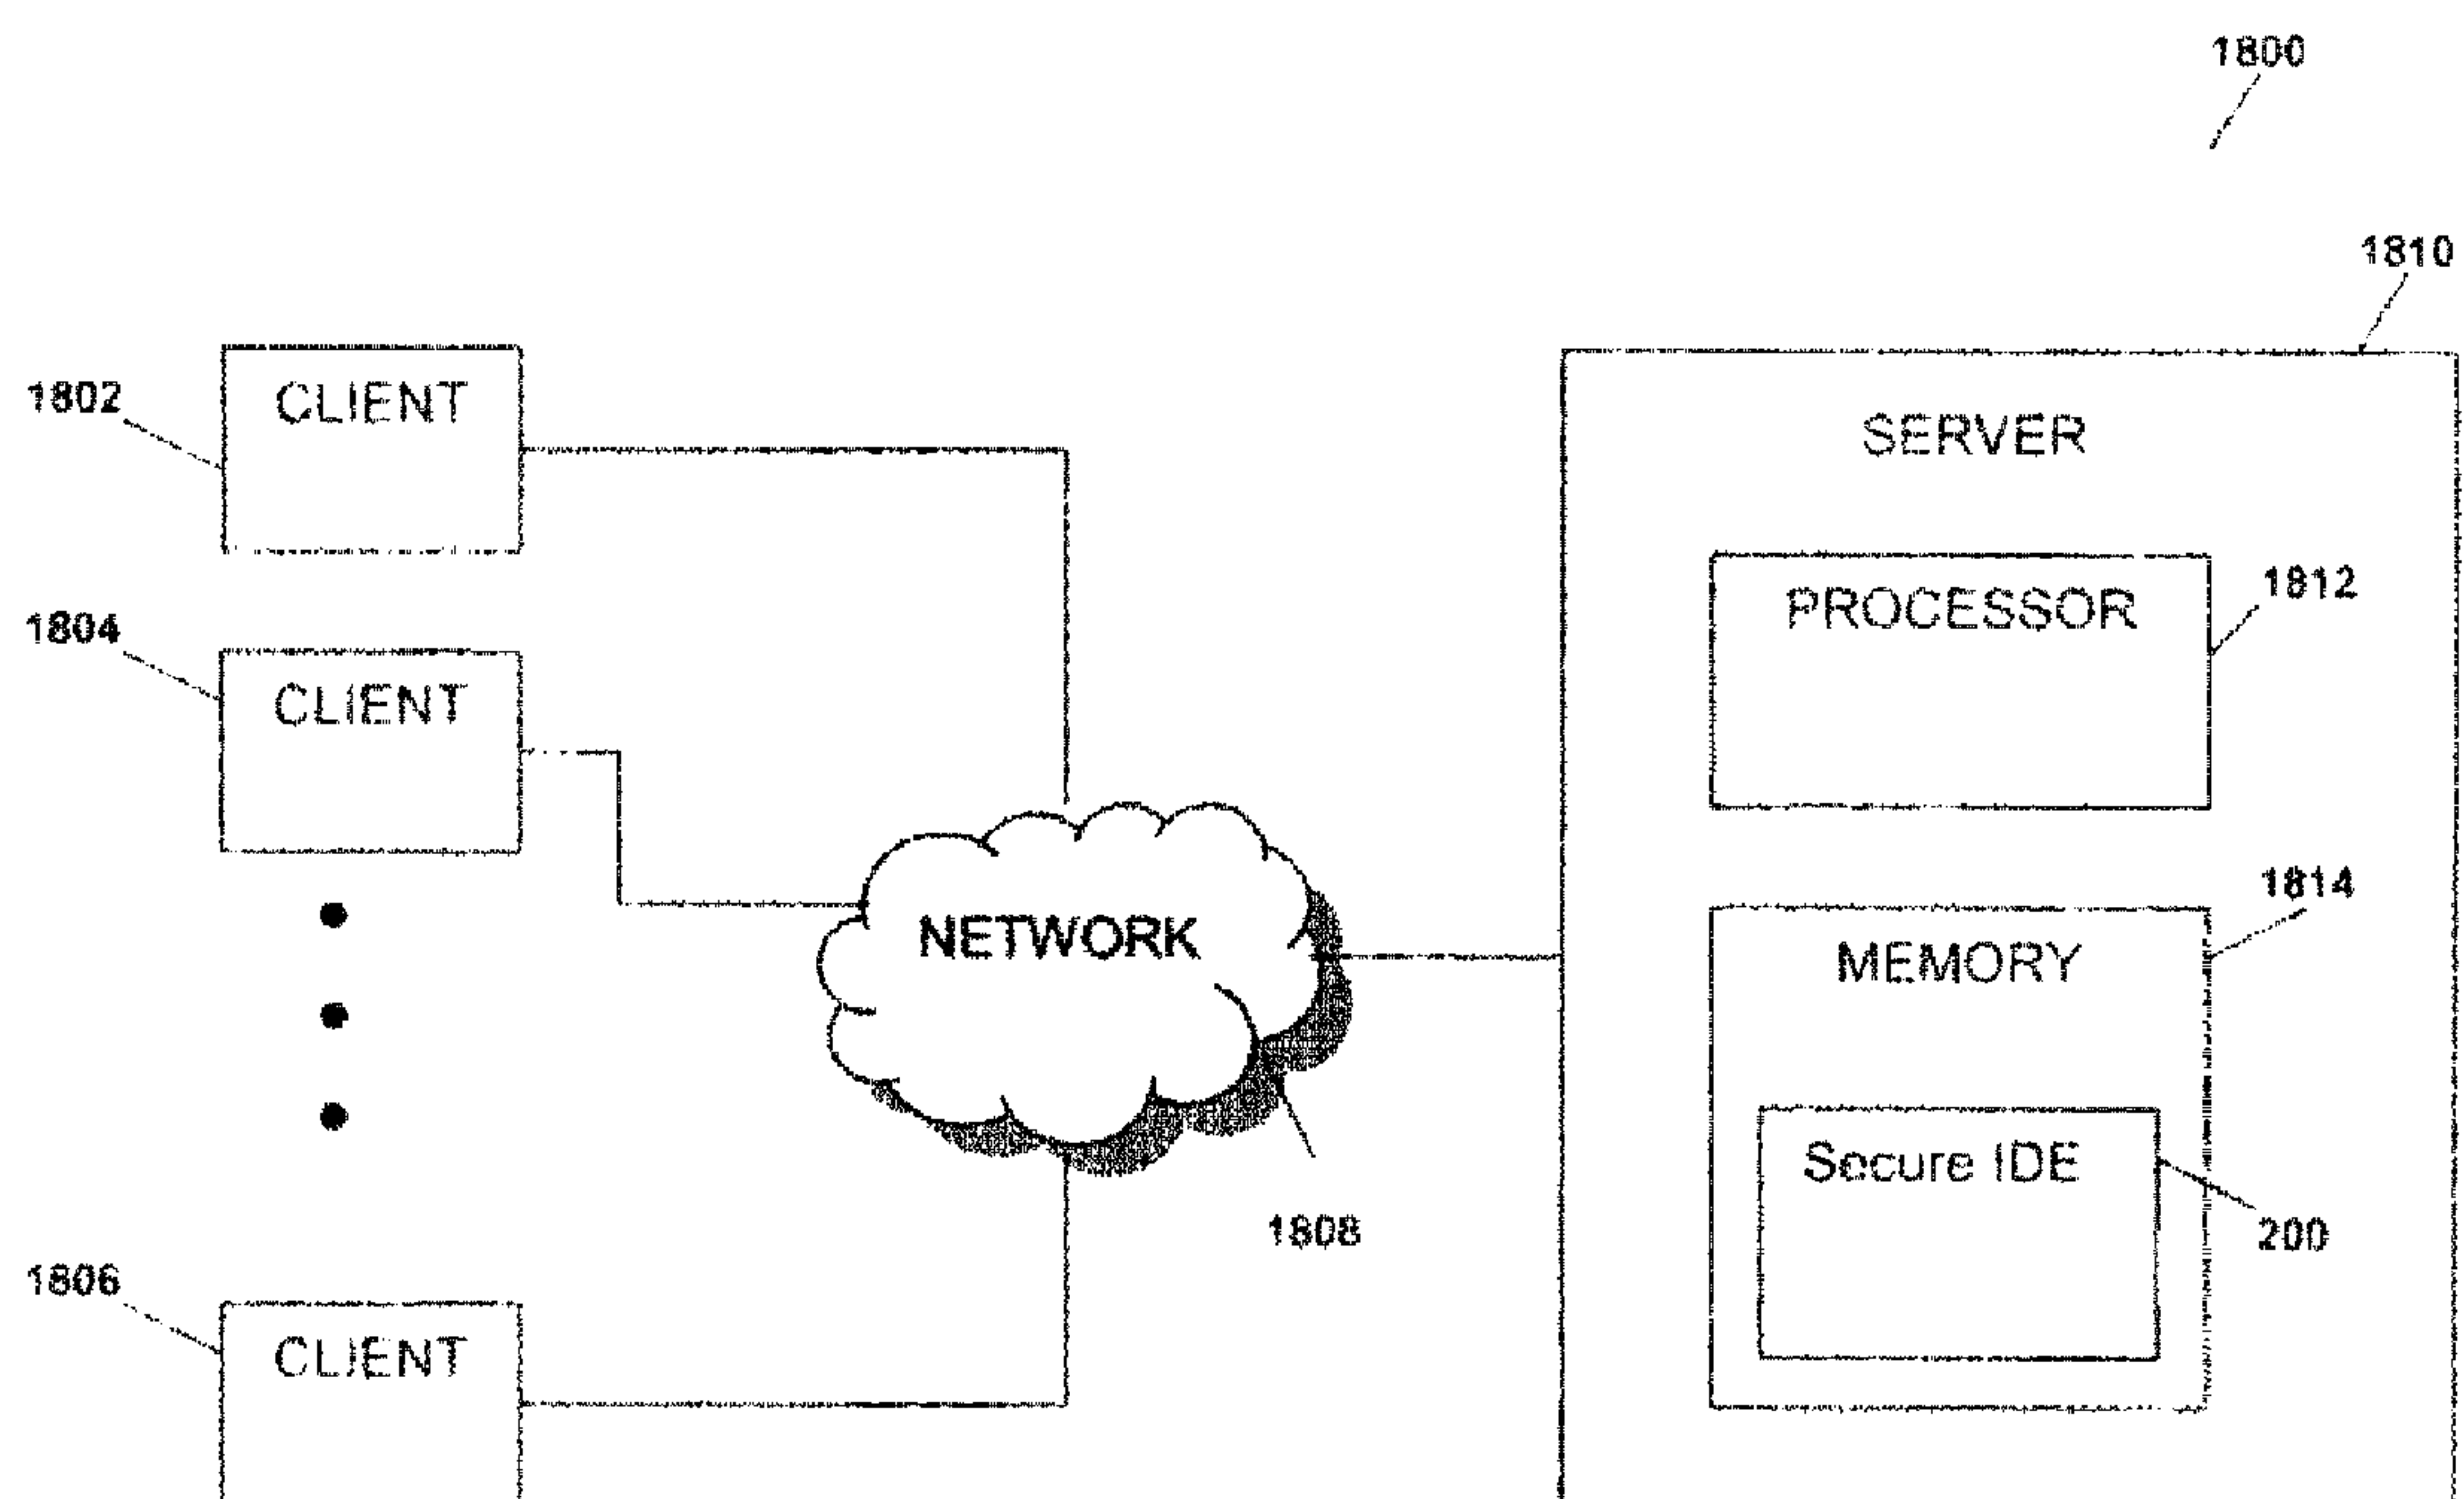 1800
1810
1802
CLIENT
SERVER
PROCESSOR
1812
1804
CLIENT
1814
NETWORK
MEMORY
Secure IDE
1808
200
1806
CLIENT